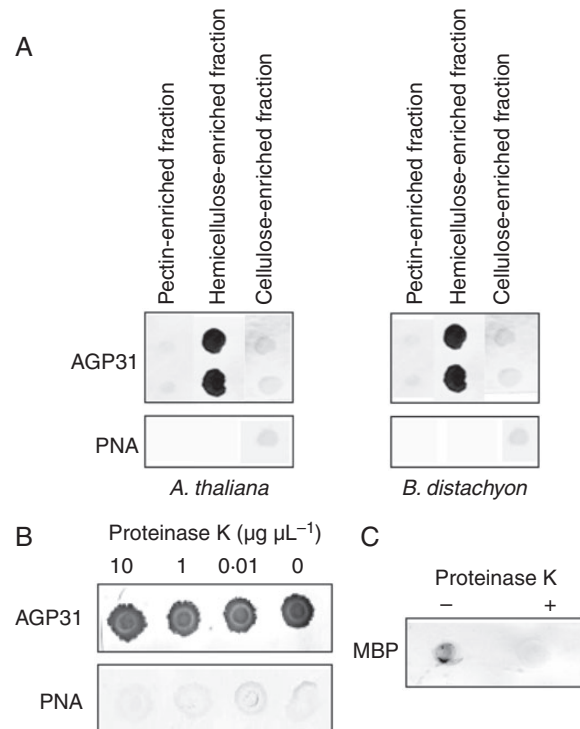 A
Pectin-enriched fraction
Hemicellulose-enriched fraction
Cellulose-enriched fraction
Pectin-enriched fraction
Hemicellulose-enriched fraction
Cellulose-enriched fraction
AGP31
PNA
A. thaliana
B. distachyon
B
Proteinase K (µg µL⁻¹)
10 1 0·01 0
AGP31
PNA
C
Proteinase K
– +
MBP